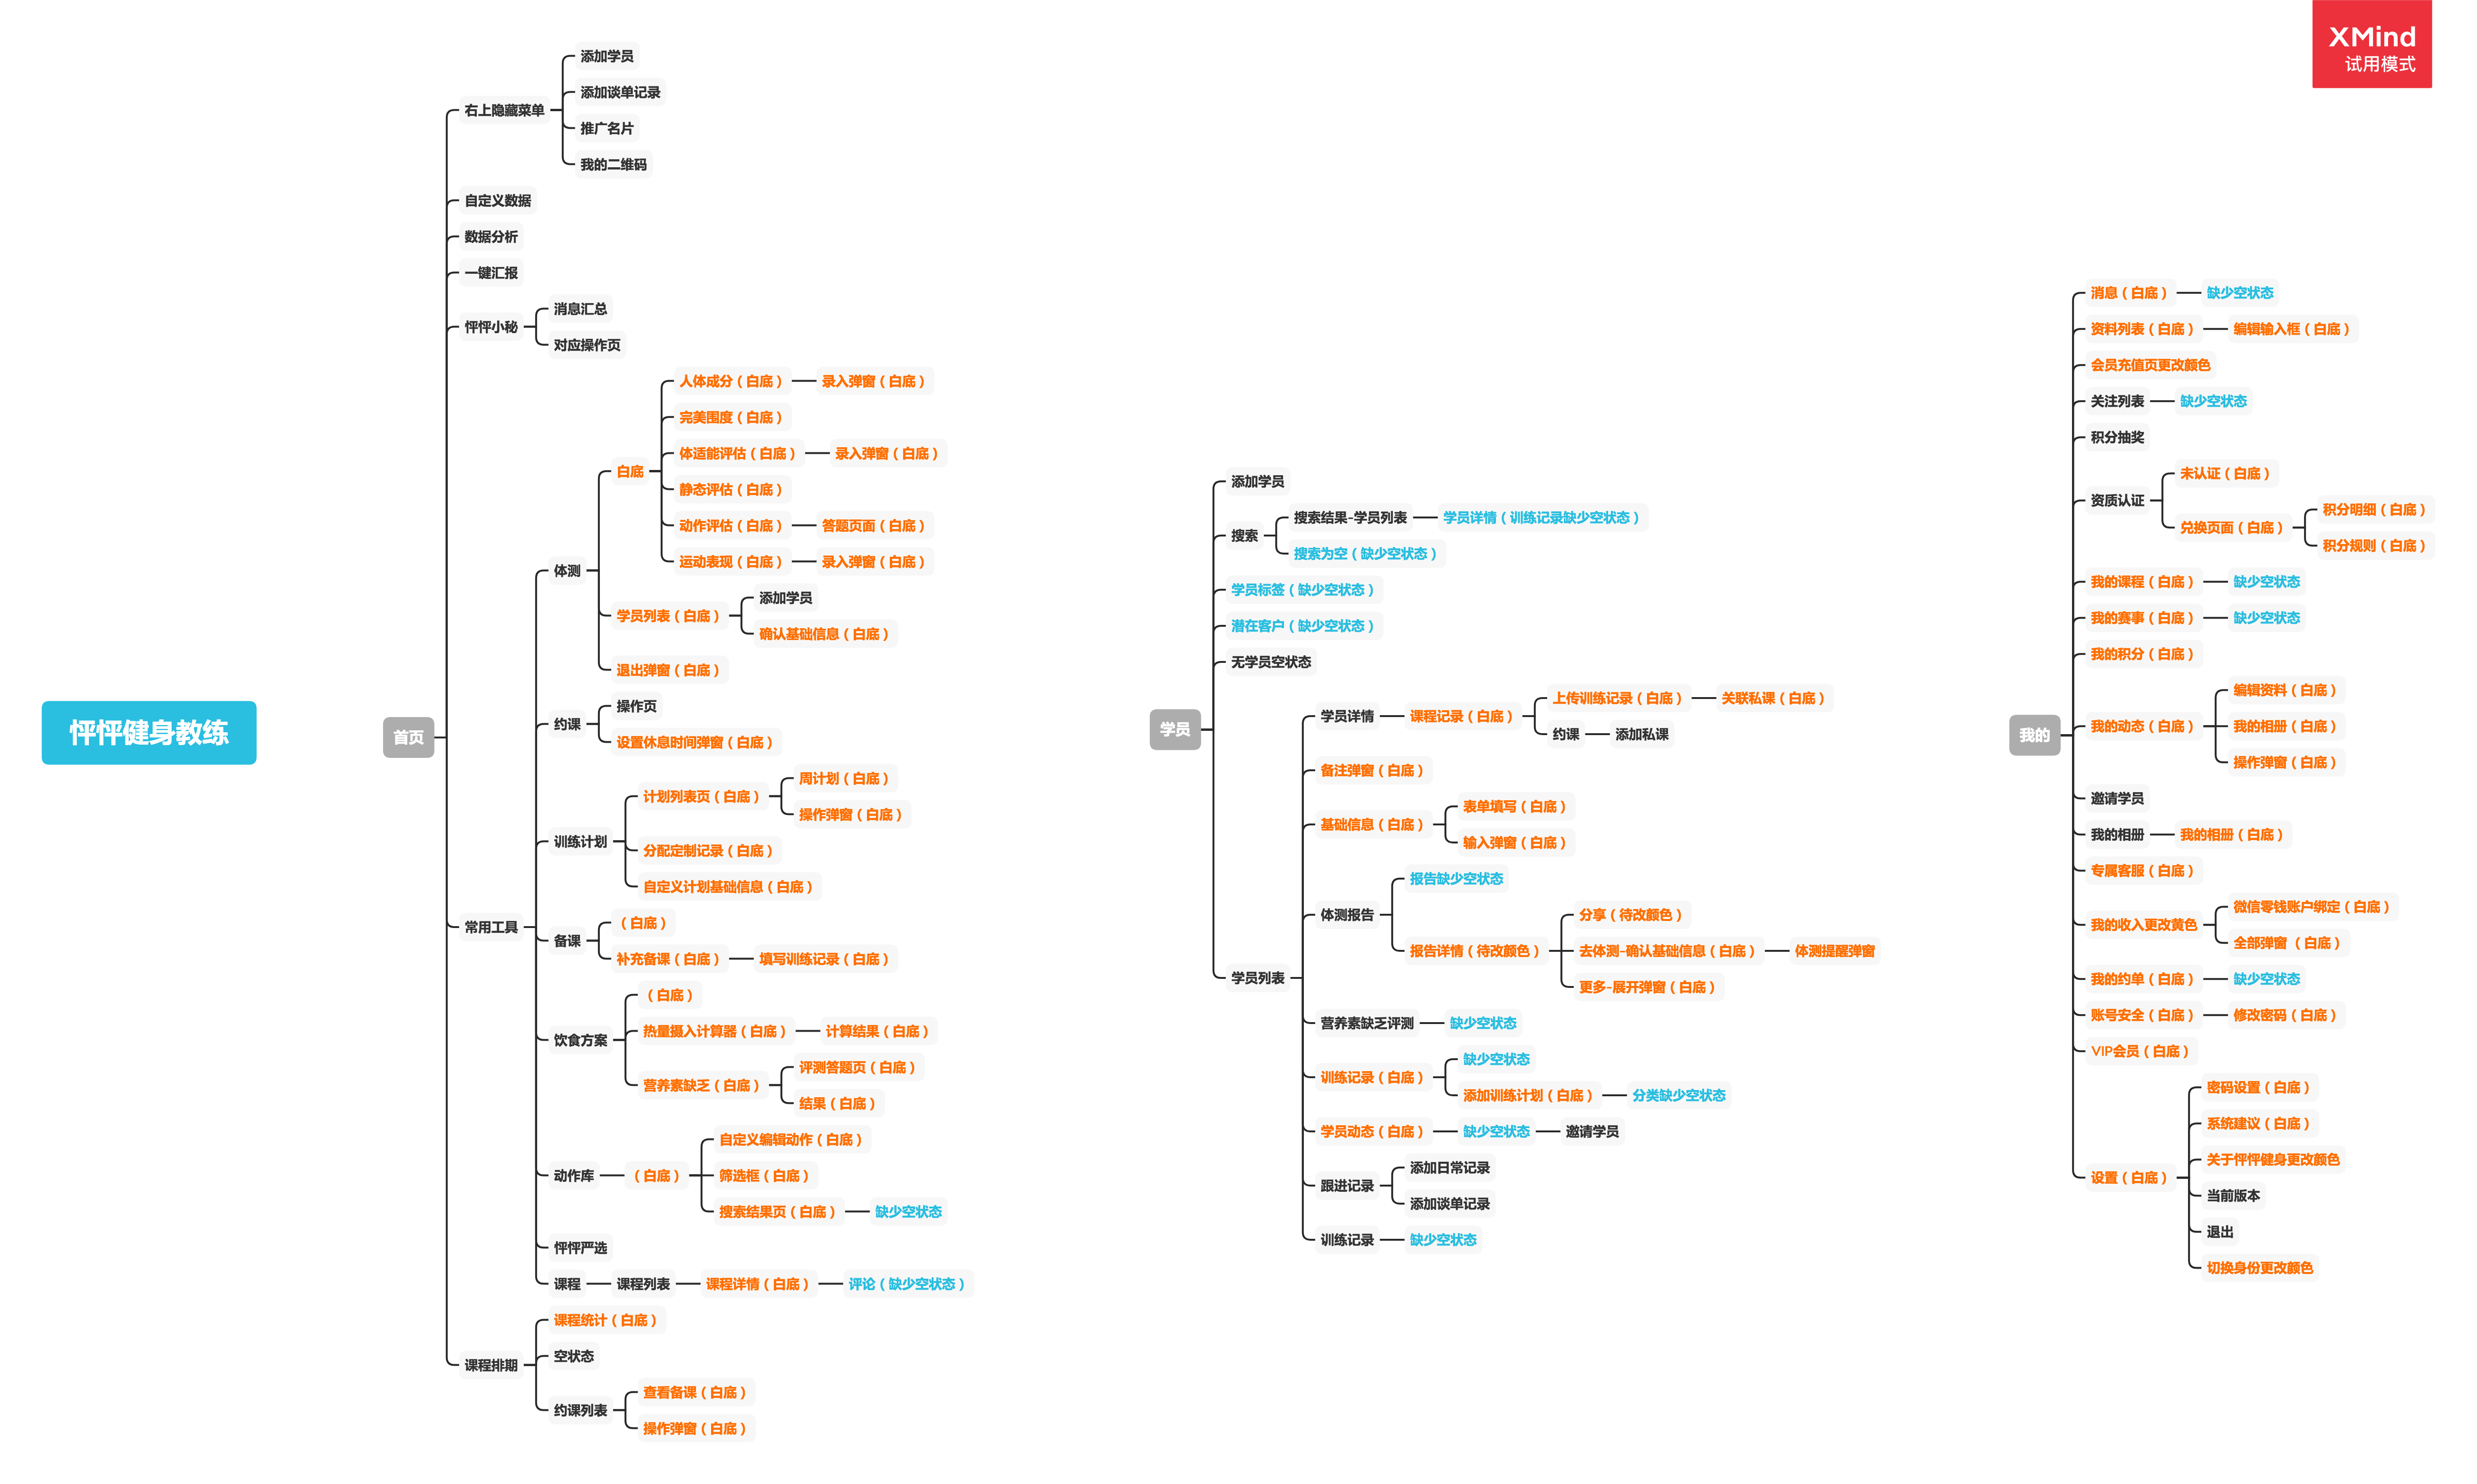 XMind
试用模式
怦怦健身教练
首页
右上隐藏菜单
添加学员
添加谈单记录
推广名片
我的二维码
自定义数据
数据分析
一键汇报
怦怦小秘
消息汇总
对应操作页
常用工具
体测
白底
人体成分（白底）
录入弹窗（白底）
完美围度（白底）
体适能评估（白底）
录入弹窗（白底）
静态评估（白底）
动作评估（白底）
答题页面（白底）
运动表现（白底）
录入弹窗（白底）
学员列表（白底）
添加学员
确认基础信息（白底）
退出弹窗（白底）
约课
操作页
设置休息时间弹窗（白底）
训练计划
计划列表页（白底）
周计划（白底）
操作弹窗（白底）
分配定制记录（白底）
自定义计划基础信息（白底）
备课
（白底）
补充备课（白底）
填写训练记录（白底）
饮食方案
（白底）
热量摄入计算器（白底）
计算结果（白底）
营养素缺乏（白底）
评测答题页（白底）
结果（白底）
动作库
（白底）
自定义编辑动作（白底）
筛选框（白底）
搜索结果页（白底）
缺少空状态
怦怦严选
课程
课程列表
课程详情（白底）
评论（缺少空状态）
课程排期
课程统计（白底）
空状态
约课列表
查看备课（白底）
操作弹窗（白底）
学员
添加学员
搜索
搜索结果-学员列表
学员详情（训练记录缺少空状态）
搜索为空（缺少空状态）
学员标签（缺少空状态）
潜在客户（缺少空状态）
无学员空状态
学员列表
学员详情
课程记录（白底）
上传训练记录（白底）
关联私课（白底）
约课
添加私课
备注弹窗（白底）
基础信息（白底）
表单填写（白底）
输入弹窗（白底）
体测报告
报告缺少空状态
报告详情（待改颜色）
分享（待改颜色）
去体测-确认基础信息（白底）
体测提醒弹窗
更多-展开弹窗（白底）
营养素缺乏评测
缺少空状态
训练记录（白底）
缺少空状态
添加训练计划（白底）
分类缺少空状态
学员动态（白底）
缺少空状态
邀请学员
跟进记录
添加日常记录
添加谈单记录
训练记录
缺少空状态
我的
消息（白底）
缺少空状态
资料列表（白底）
编辑输入框（白底）
会员充值页更改颜色
关注列表
缺少空状态
积分抽奖
资质认证
未认证（白底）
兑换页面（白底）
积分明细（白底）
积分规则（白底）
我的课程（白底）
缺少空状态
我的赛事（白底）
缺少空状态
我的积分（白底）
我的动态（白底）
编辑资料（白底）
我的相册（白底）
操作弹窗（白底）
邀请学员
我的相册
我的相册（白底）
专属客服（白底）
我的收入更改黄色
微信零钱账户绑定（白底）
全部弹窗 （白底）
我的约单（白底）
缺少空状态
账号安全（白底）
修改密码（白底）
VIP会员（白底）
设置（白底）
密码设置（白底）
系统建议（白底）
关于怦怦健身更改颜色
当前版本
退出
切换身份更改颜色